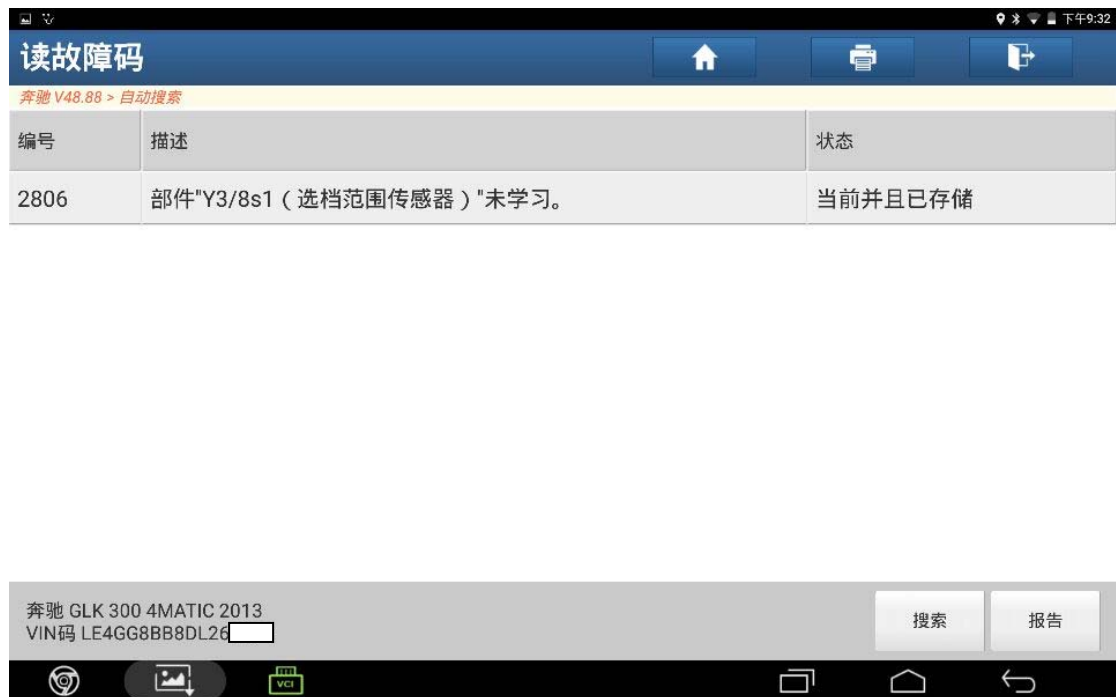 下午9:32
读故障码
奔驰 V48.88 > 自动搜索
编号 描述 状态
2806 部件"Y3/8s1（选档范围传感器）"未学习。 当前并且已存储
奔驰 GLK 300 4MATIC 2013
VIN码 LE4GG8BB8DL26
搜索 报告
VCI